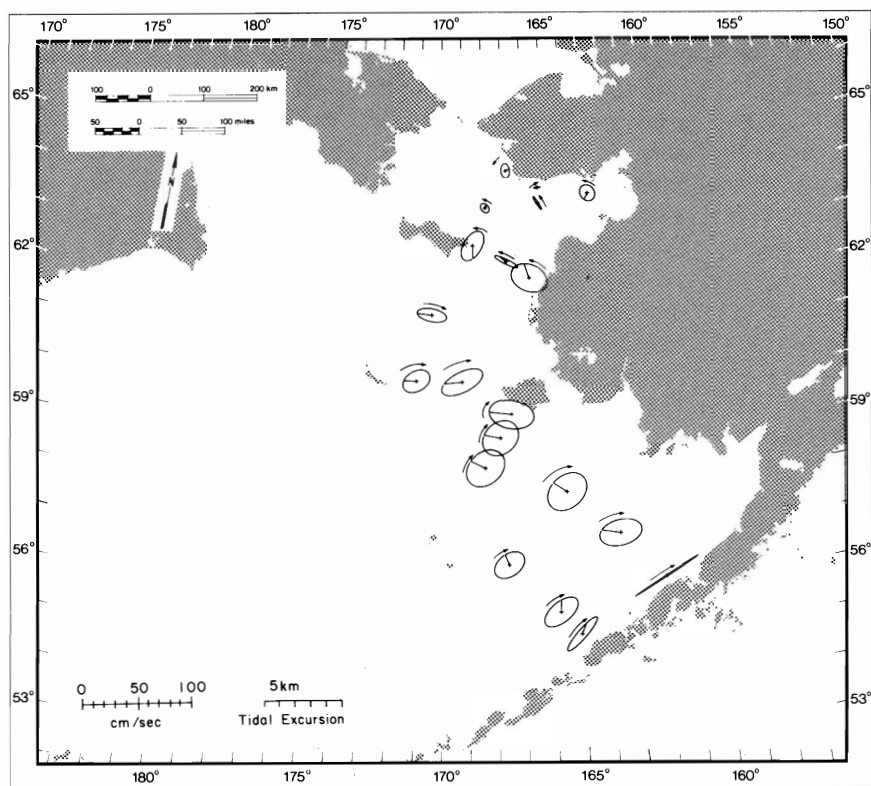 170° 175° 180° 175° 170° 165° 160° 155° 150°
100 0 100 200 km
50 0 50 100 miles
65° 65°
N
62° 62°
59° 59°
56° 56°
53° 53°
0 50 100
cm/sec
5km
Tidal Excursion
180° 175° 170° 165° 160°